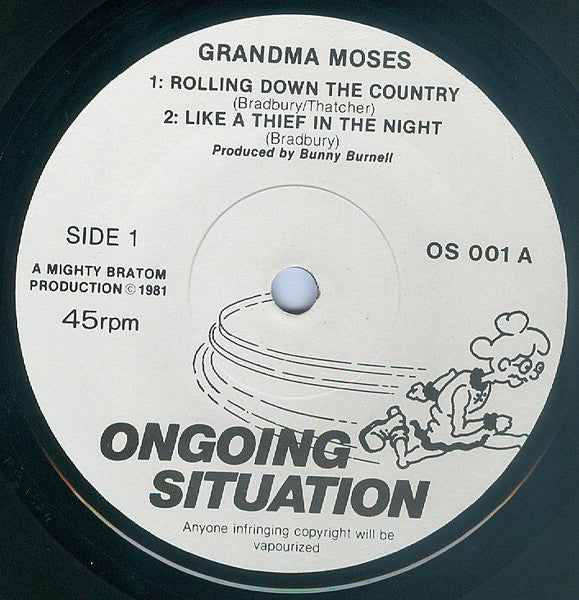 GRANDMA MOSES
1: ROLLING DOWN THE COUNTRY
(Bradbury/Thatcher)
2: LIKE A THIEF IN THE NIGHT
(Bradbury)
Produced by Bunny Burnell
SIDE 1
OS 001 A
A MIGHTY BRATOM
PRODUCTION © 1981
45rpm
ONGOING
SITUATION
Anyone infringing copyright will be
vapourized